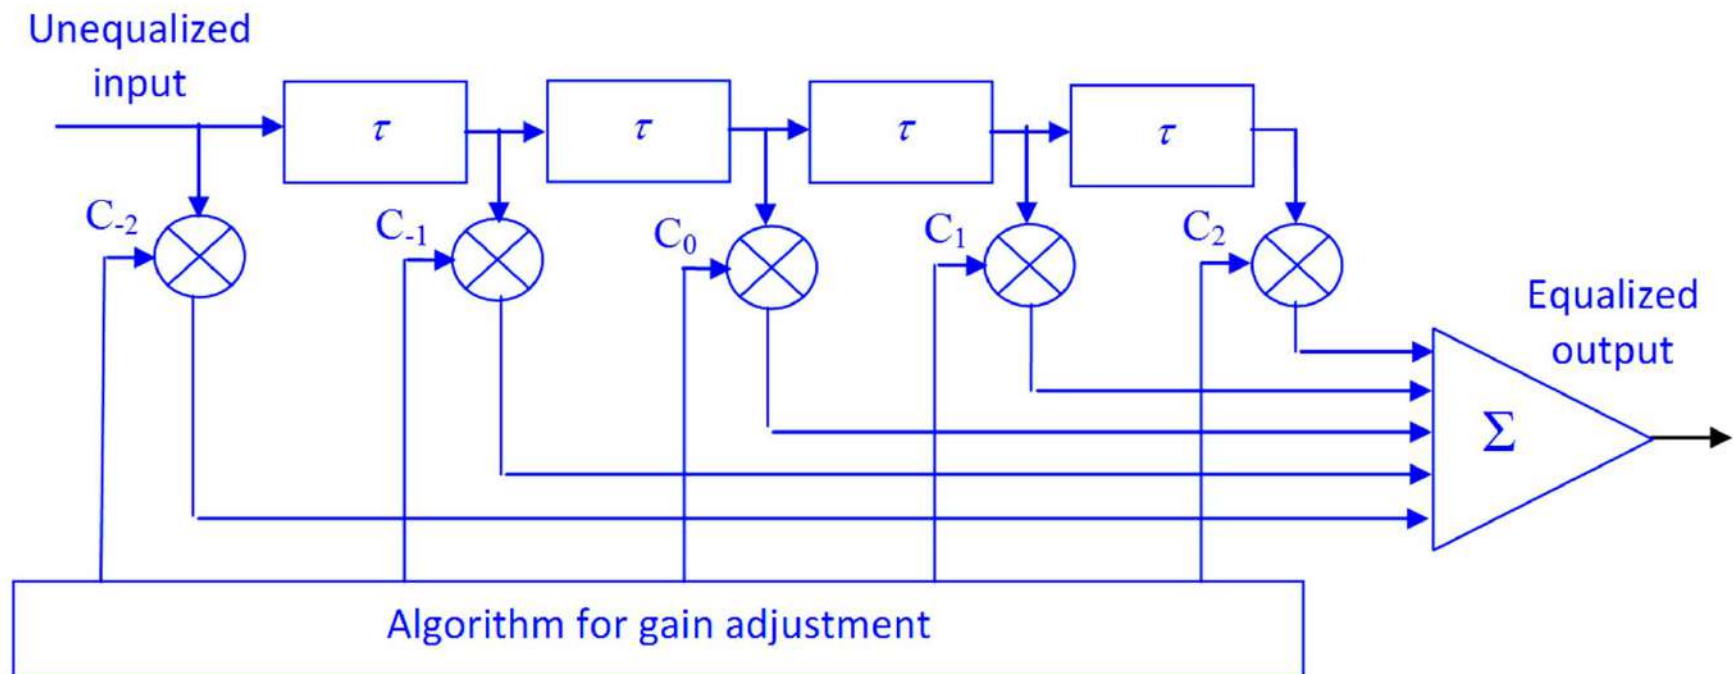 Unequalized
input
τ
τ
τ
τ
C-2
C-1
C0
C1
C2
Equalized
output
Σ
Algorithm for gain adjustment